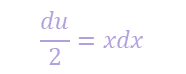 du/2 = xdx